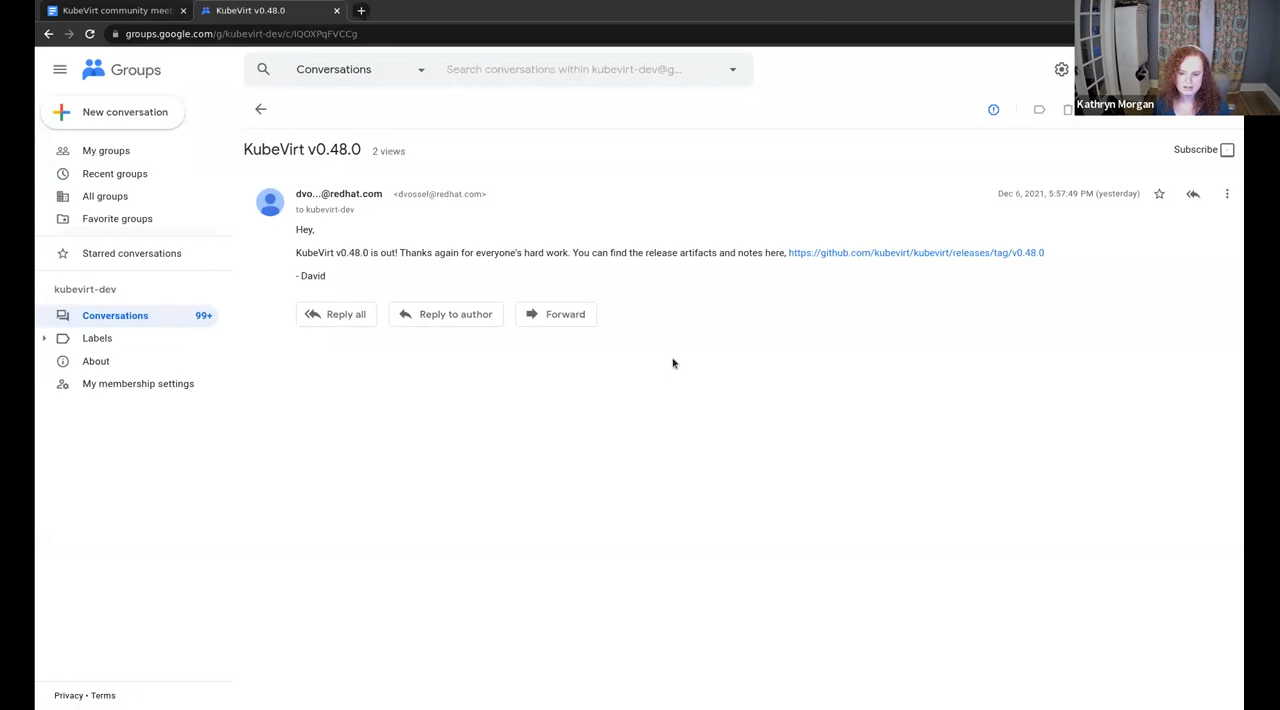 KubeVirt community meet
KubeVirt v0.48.0
groups.google.com/g/kubevirt-dev/c/IQOXPqFVCCg
Groups
Conversations
Search conversations within kubevirt-dev@g...
Kathryn Morgan
New conversation
KubeVirt v0.48.0 2 views
Subscribe
My groups
Recent groups
All groups
Favorite groups
Starred conversations
kubevirt-dev
Conversations 99+
Labels
About
My membership settings
dvo...@redhat.com <dvossel@redhat.com>
Dec 6, 2021, 5:57:49 PM (yesterday)
to kubevirt-dev
Hey,
KubeVirt v0.48.0 is out! Thanks again for everyone's hard work. You can find the release artifacts and notes here, https://github.com/kubevirt/kubevirt/releases/tag/v0.48.0
- David
Reply all
Reply to author
Forward
Privacy • Terms